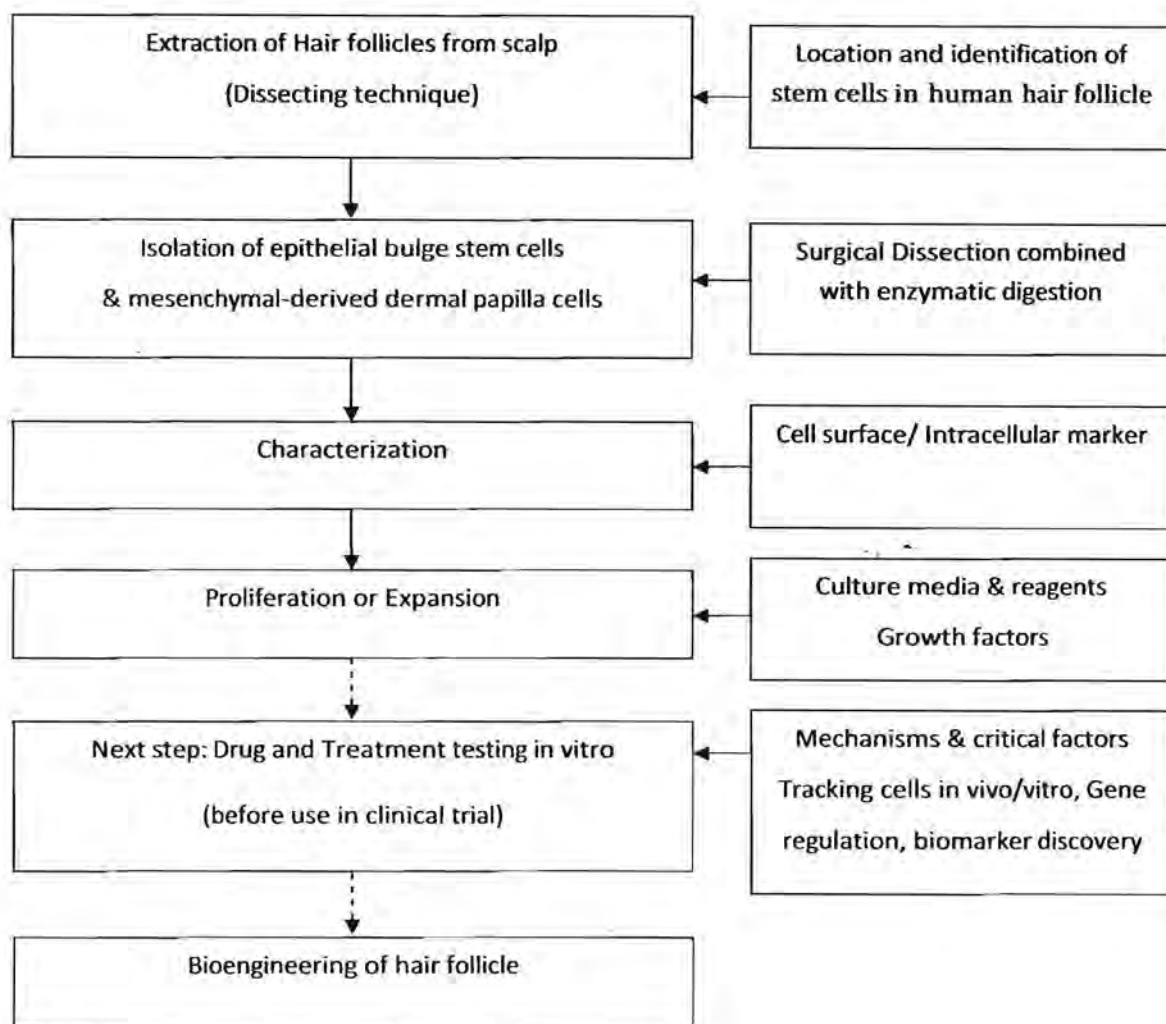 Extraction of Hair follicles from scalp
(Dissecting technique)
Location and identification of
stem cells in human hair follicle
Isolation of epithelial bulge stem cells
& mesenchymal-derived dermal papilla cells
Surgical Dissection combined
with enzymatic digestion
Characterization
Cell surface/ Intracellular marker
Proliferation or Expansion
Culture media & reagents
Growth factors
Next step: Drug and Treatment testing in vitro
(before use in clinical trial)
Mechanisms & critical factors
Tracking cells in vivo/vitro, Gene
regulation, biomarker discovery
Bioengineering of hair follicle